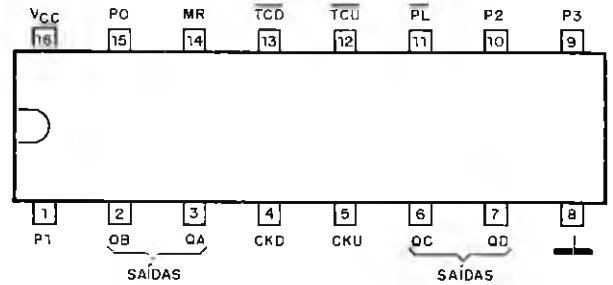 VCC P0 MR TCD TCU PL P2 P3
16 15 14 13 12 11 10 9
1 2 3 4 5 6 7 8
P1 QB QA CKD CKU QC QD
SAÍDAS SAÍDAS